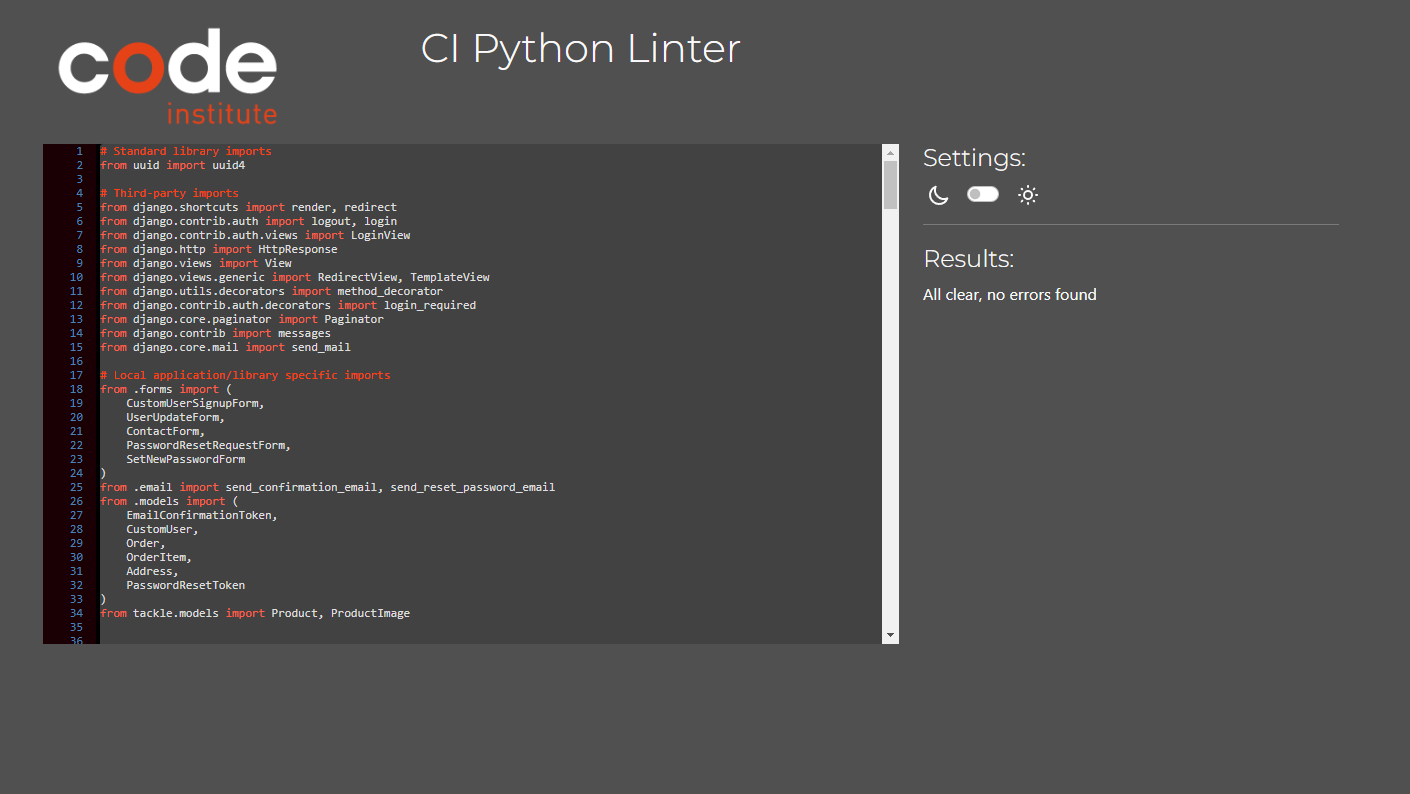 code
institute
CI Python Linter
1 # Standard library imports
2 from uuid import uuid4
3
4 # Third-party imports
5 from django.shortcuts import render, redirect
6 from django.contrib.auth import logout, login
7 from django.contrib.auth.views import LoginView
8 from django.http import HttpResponse
9 from django.views import View
10 from django.views.generic import RedirectView, TemplateView
11 from django.utils.decorators import method_decorator
12 from django.contrib.auth.decorators import login_required
13 from django.core.paginator import Paginator
14 from django.contrib import messages
15 from django.core.mail import send_mail
16
17 # Local application/library specific imports
18 from .forms import (
19     CustomUserSignupForm,
20     UserUpdateForm,
21     ContactForm,
22     PasswordResetRequestForm,
23     SetNewPasswordForm
24 )
25 from .email import send_confirmation_email, send_reset_password_email
26 from .models import (
27     EmailConfirmationToken,
28     CustomUser,
29     Order,
30     OrderItem,
31     Address,
32     PasswordResetToken
33 )
34 from tackle.models import Product, ProductImage
35
36
Settings:
Results:
All clear, no errors found